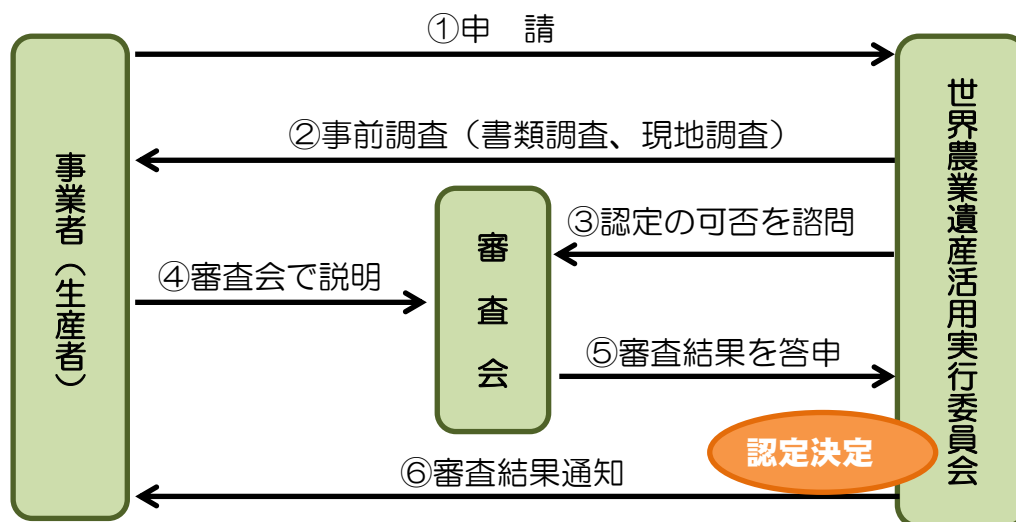 ①申　請
事業者（生産者）
世界農業遺産活用実行委員会
②事前調査（書類調査、現地調査）
審査会
③認定の可否を諮問
④審査会で説明
⑤審査結果を答申
認定決定
⑥審査結果通知